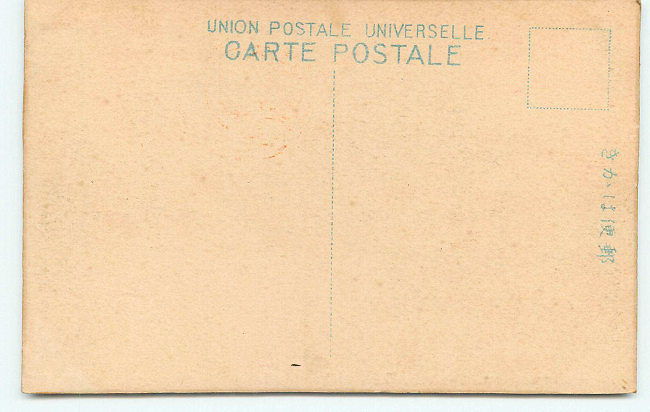 UNION POSTALE UNIVERSELLE
CARTE POSTALE
きかは便郵